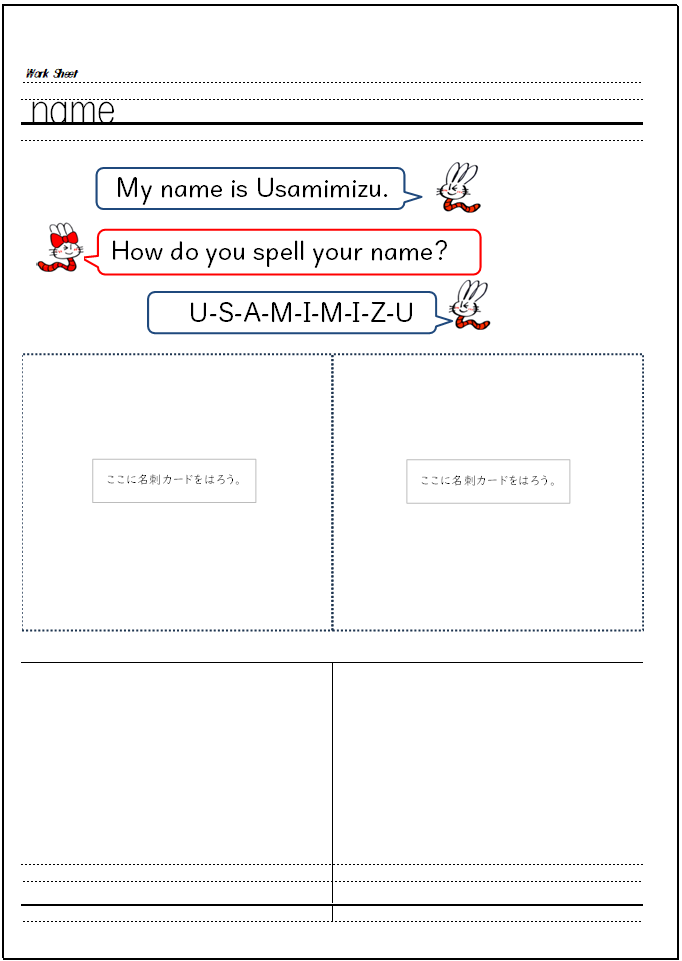 Work Sheet
name
My name is Usamimizu.
How do you spell your name?
U-S-A-M-I-M-I-Z-U
ここに名刺カードをはろう。
ここに名刺カードをはろう。